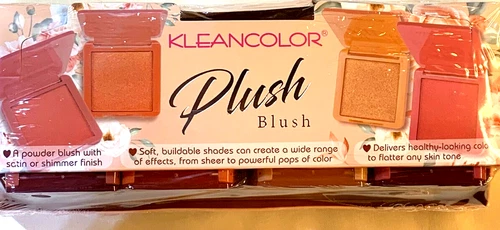 KLEANCOLOR®
Plush
Blush
♥ A powder blush with
satin or shimmer finish
♥ Soft, buildable shades can create a wide range
of effects, from sheer to powerful pops of color
♥ Delivers healthy-looking colo
to flatter any skin tone